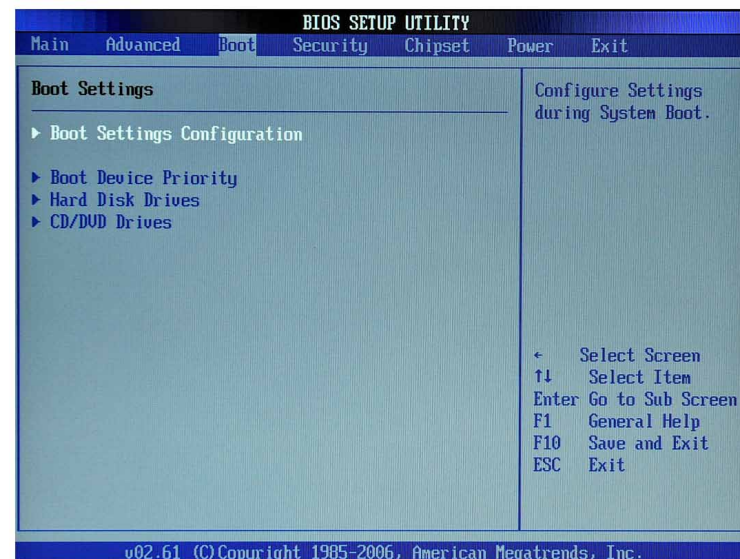 BIOS SETUP UTILITY
Main Advanced Boot Security Chipset Power Exit
Boot Settings
Configure Settings
during System Boot.
▶ Boot Settings Configuration
▶ Boot Device Priority
▶ Hard Disk Drives
▶ CD/DVD Drives
← Select Screen
↑↓ Select Item
Enter Go to Sub Screen
F1 General Help
F10 Save and Exit
ESC Exit
v02.61 (C)Copyright 1985-2006, American Megatrends, Inc.